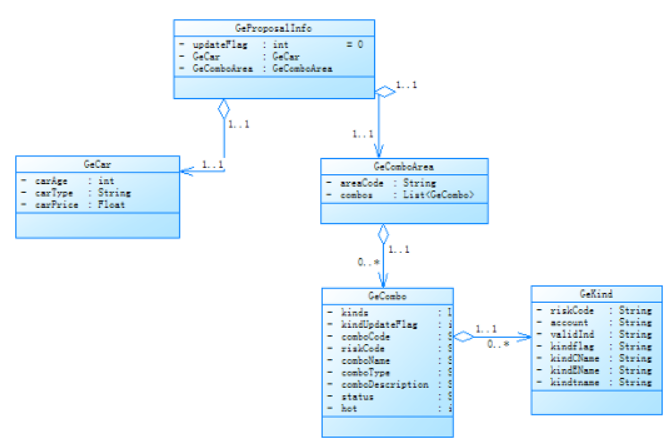 GeProposalInfo
- updateFlag : int = 0
- GeCar : GeCar
- GeComboArea : GeComboArea
1..1
1..1
1..1
1..1
GeCar
- carAge : int
- carType : String
- carPrice : Float
GeComboArea
- areaCode : String
- combos : List<GeCombo>
1..1
0..*
GeCombo
- kinds : L
- kindUpdateFlag : i
- comboCode : S
- riskCode : S
- comboName : S
- comboType : S
- comboDescription : S
- status : S
- hot : i
1..1
0..*
GeKind
- riskCode : String
- account : String
- validInd : String
- kindflag : String
- kindCName : String
- kindEName : String
- kindtname : String